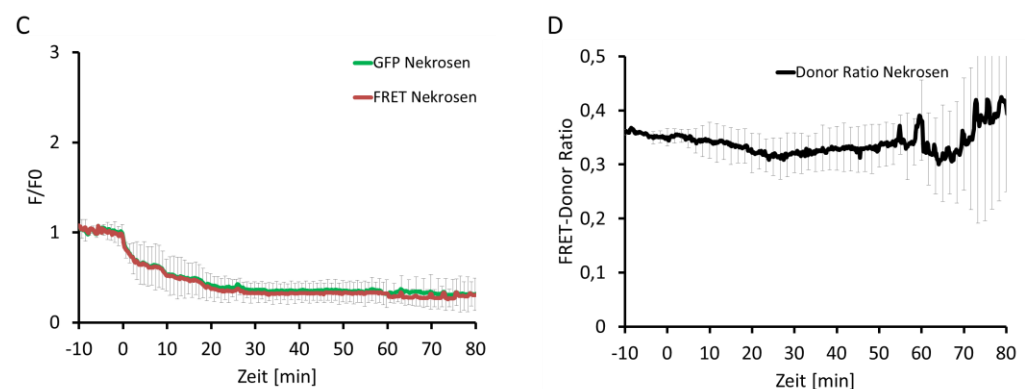 C
3
2
1
0
F/F0
GFP Nekrosen
FRET Nekrosen
-10 0 10 20 30 40 50 60 70 80
Zeit [min]
D
0,5
0,4
0,3
0,2
0,1
0
FRET-Donor Ratio
Donor Ratio Nekrosen
-10 0 10 20 30 40 50 60 70 80
Zeit [min]